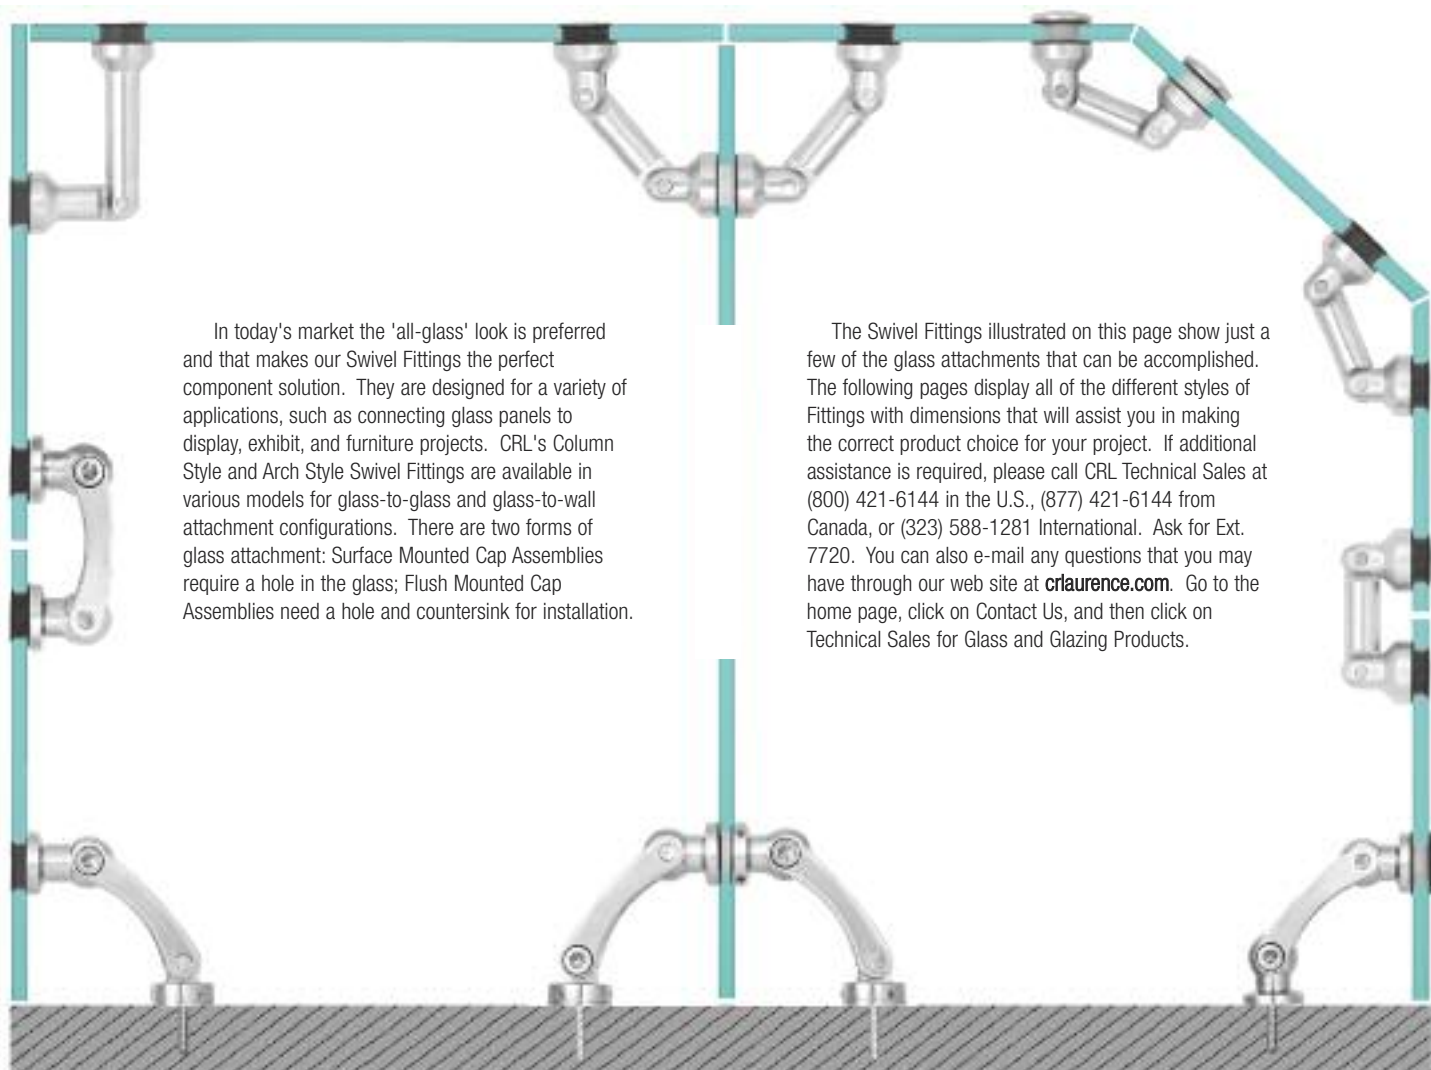 In today's market the 'all-glass' look is preferred
and that makes our Swivel Fittings the perfect
component solution.  They are designed for a variety of
applications, such as connecting glass panels to
display, exhibit, and furniture projects.  CRL's Column
Style and Arch Style Swivel Fittings are available in
various models for glass-to-glass and glass-to-wall
attachment configurations.  There are two forms of
glass attachment: Surface Mounted Cap Assemblies
require a hole in the glass; Flush Mounted Cap
Assemblies need a hole and countersink for installation.
The Swivel Fittings illustrated on this page show just a
few of the glass attachments that can be accomplished.
The following pages display all of the different styles of
Fittings with dimensions that will assist you in making
the correct product choice for your project.  If additional
assistance is required, please call CRL Technical Sales at
(800) 421-6144 in the U.S., (877) 421-6144 from
Canada, or (323) 588-1281 International.  Ask for Ext.
7720.  You can also e-mail any questions that you may
have through our web site at crlaurence.com.  Go to the
home page, click on Contact Us, and then click on
Technical Sales for Glass and Glazing Products.